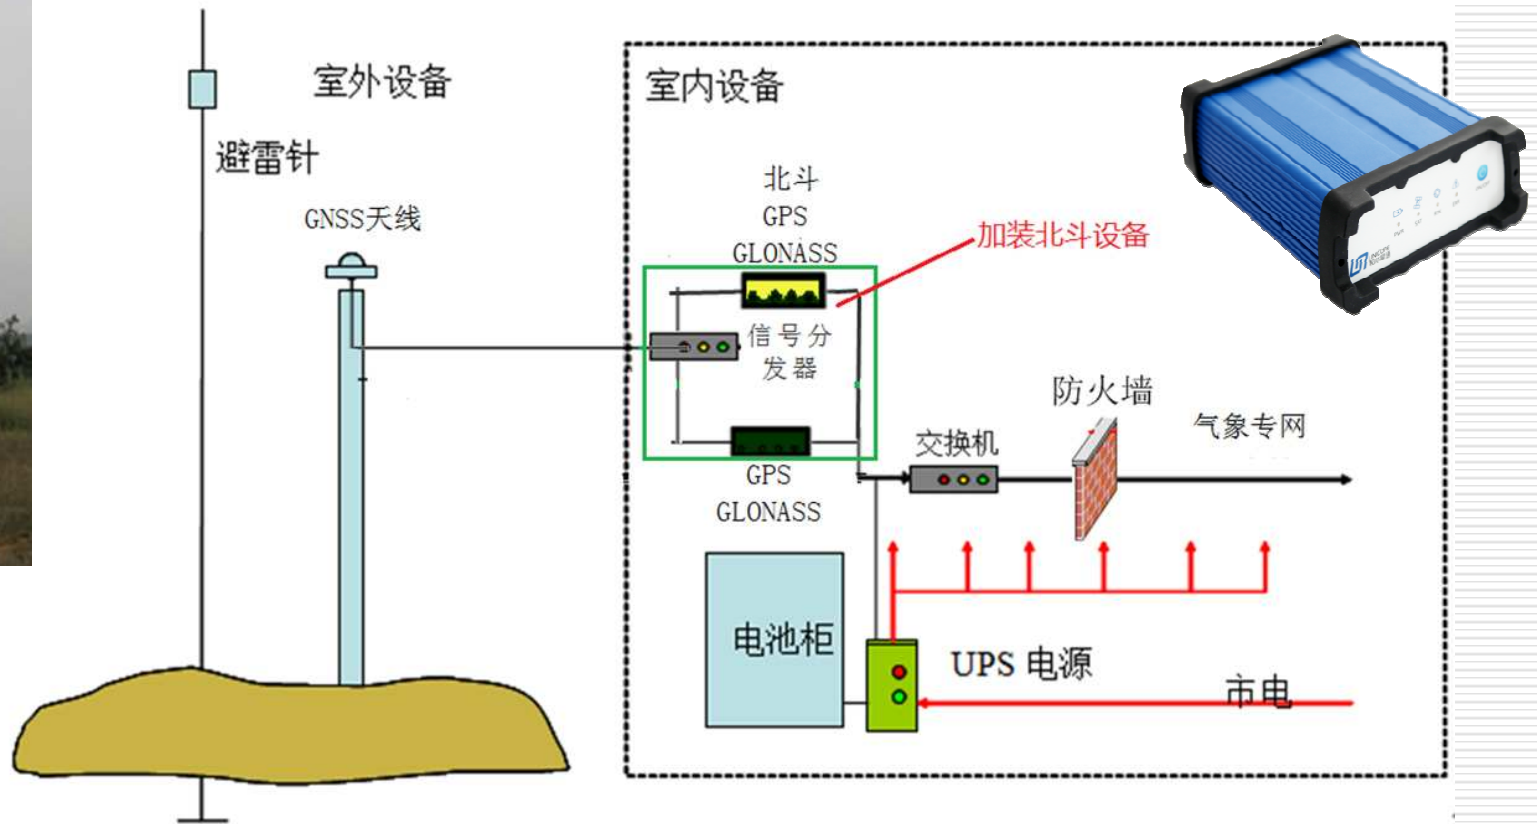 室外设备
室内设备
避雷针
GNSS天线
北斗
GPS
GLONASS
加装北斗设备
信号分
发器
GPS
GLONASS
交换机
防火墙
气象专网
电池柜
UPS 电源
市电